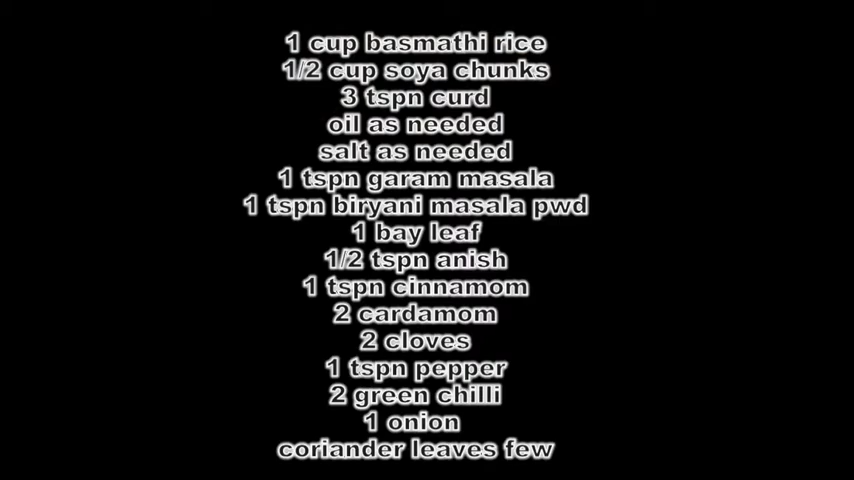 1 cup basmathi rice
1/2 cup soya chunks
3 tspn curd
oil as needed
salt as needed
1 tspn garam masala
1 tspn biryani masala pwd
1 bay leaf
1/2 tspn anish
1 tspn cinnamom
2 cardamom
2 cloves
1 tspn pepper
2 green chilli
1 onion
coriander leaves few